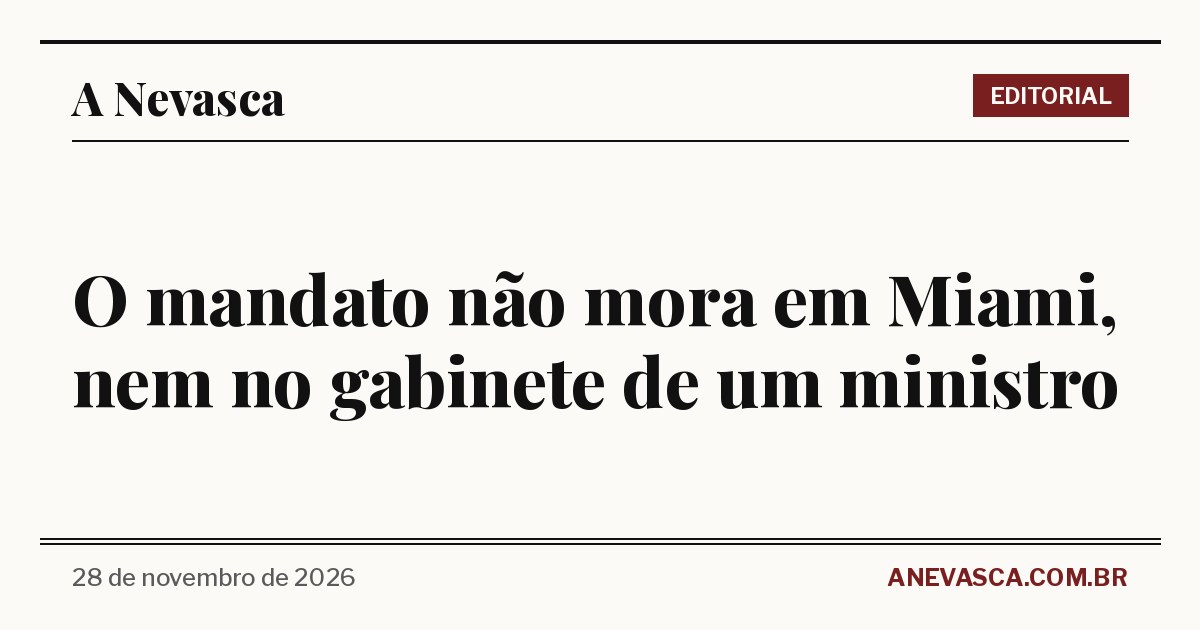 A Nevasca
EDITORIAL
O mandato não mora em Miami,
nem no gabinete de um ministro
28 de novembro de 2026
ANEVASCA.COM.BR